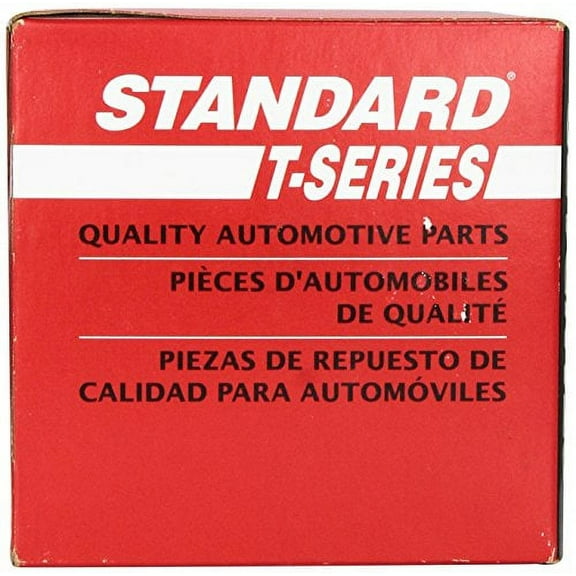 STANDARD®
T-SERIES
QUALITY AUTOMOTIVE PARTS
PIÈCES D'AUTOMOBILES
DE QUALITÉ
PIEZAS DE REPUESTO DE
CALIDAD PARA AUTOMÓVILES